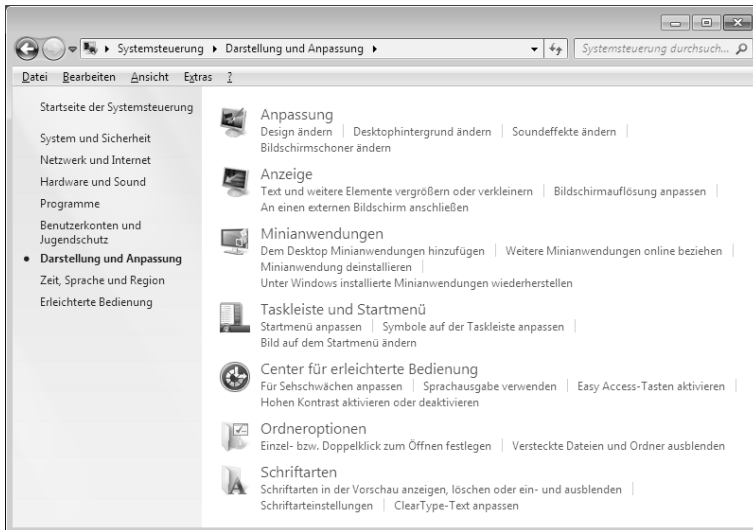 Systemsteuerung Darstellung und Anpassung Systemsteuerung durchsuch...
Datei Bearbeiten Ansicht Extras ?
Startseite der Systemsteuerung
System und Sicherheit
Netzwerk und Internet
Hardware und Sound
Programme
Benutzerkonten und
Jugendschutz
Darstellung und Anpassung
Zeit, Sprache und Region
Erleichterte Bedienung
Anpassung
Design ändern Desktophintergrund ändern Soundeffekte ändern
Bildschirmschoner ändern
Anzeige
Text und weitere Elemente vergrößern oder verkleinern Bildschirmauflösung anpassen
An einen externen Bildschirm anschließen
Minianwendungen
Dem Desktop Minianwendungen hinzufügen Weitere Minianwendungen online beziehen
Minianwendung deinstallieren
Unter Windows installierte Minianwendungen wiederherstellen
Taskleiste und Startmenü
Startmenü anpassen Symbole auf der Taskleiste anpassen
Bild auf dem Startmenü ändern
Center für erleichterte Bedienung
Für Sehschwächen anpassen Sprachausgabe verwenden Easy Access-Tasten aktivieren
Hohen Kontrast aktivieren oder deaktivieren
Ordneroptionen
Einzel- bzw. Doppelklick zum Öffnen festlegen Versteckte Dateien und Ordner ausblenden
Schriftarten
Schriftarten in der Vorschau anzeigen, löschen oder ein- und ausblenden
Schriftarteinstellungen ClearType-Text anpassen